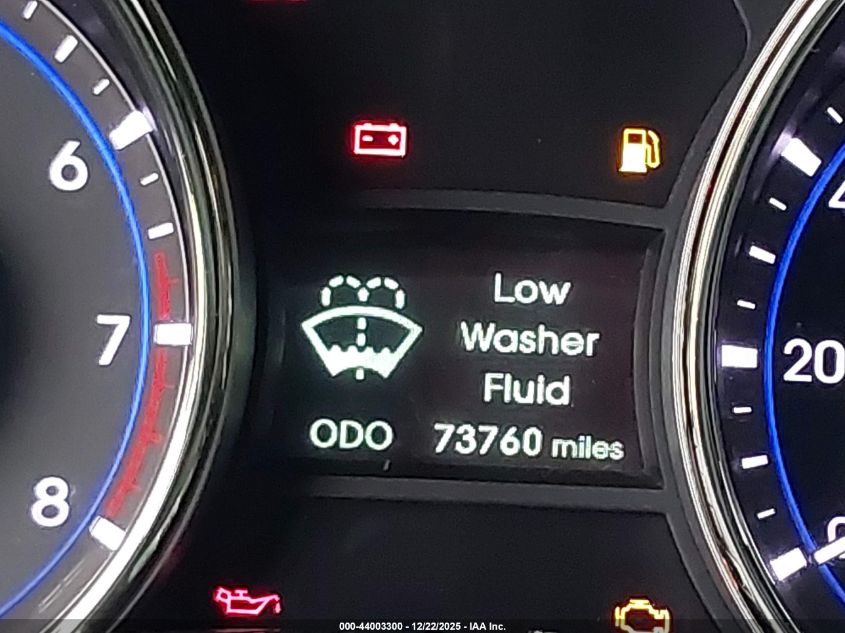 6
7
8
Low
Washer
Fluid
ODO 73760 miles
20
000-44003300 - 12/22/2025 - IAA Inc.